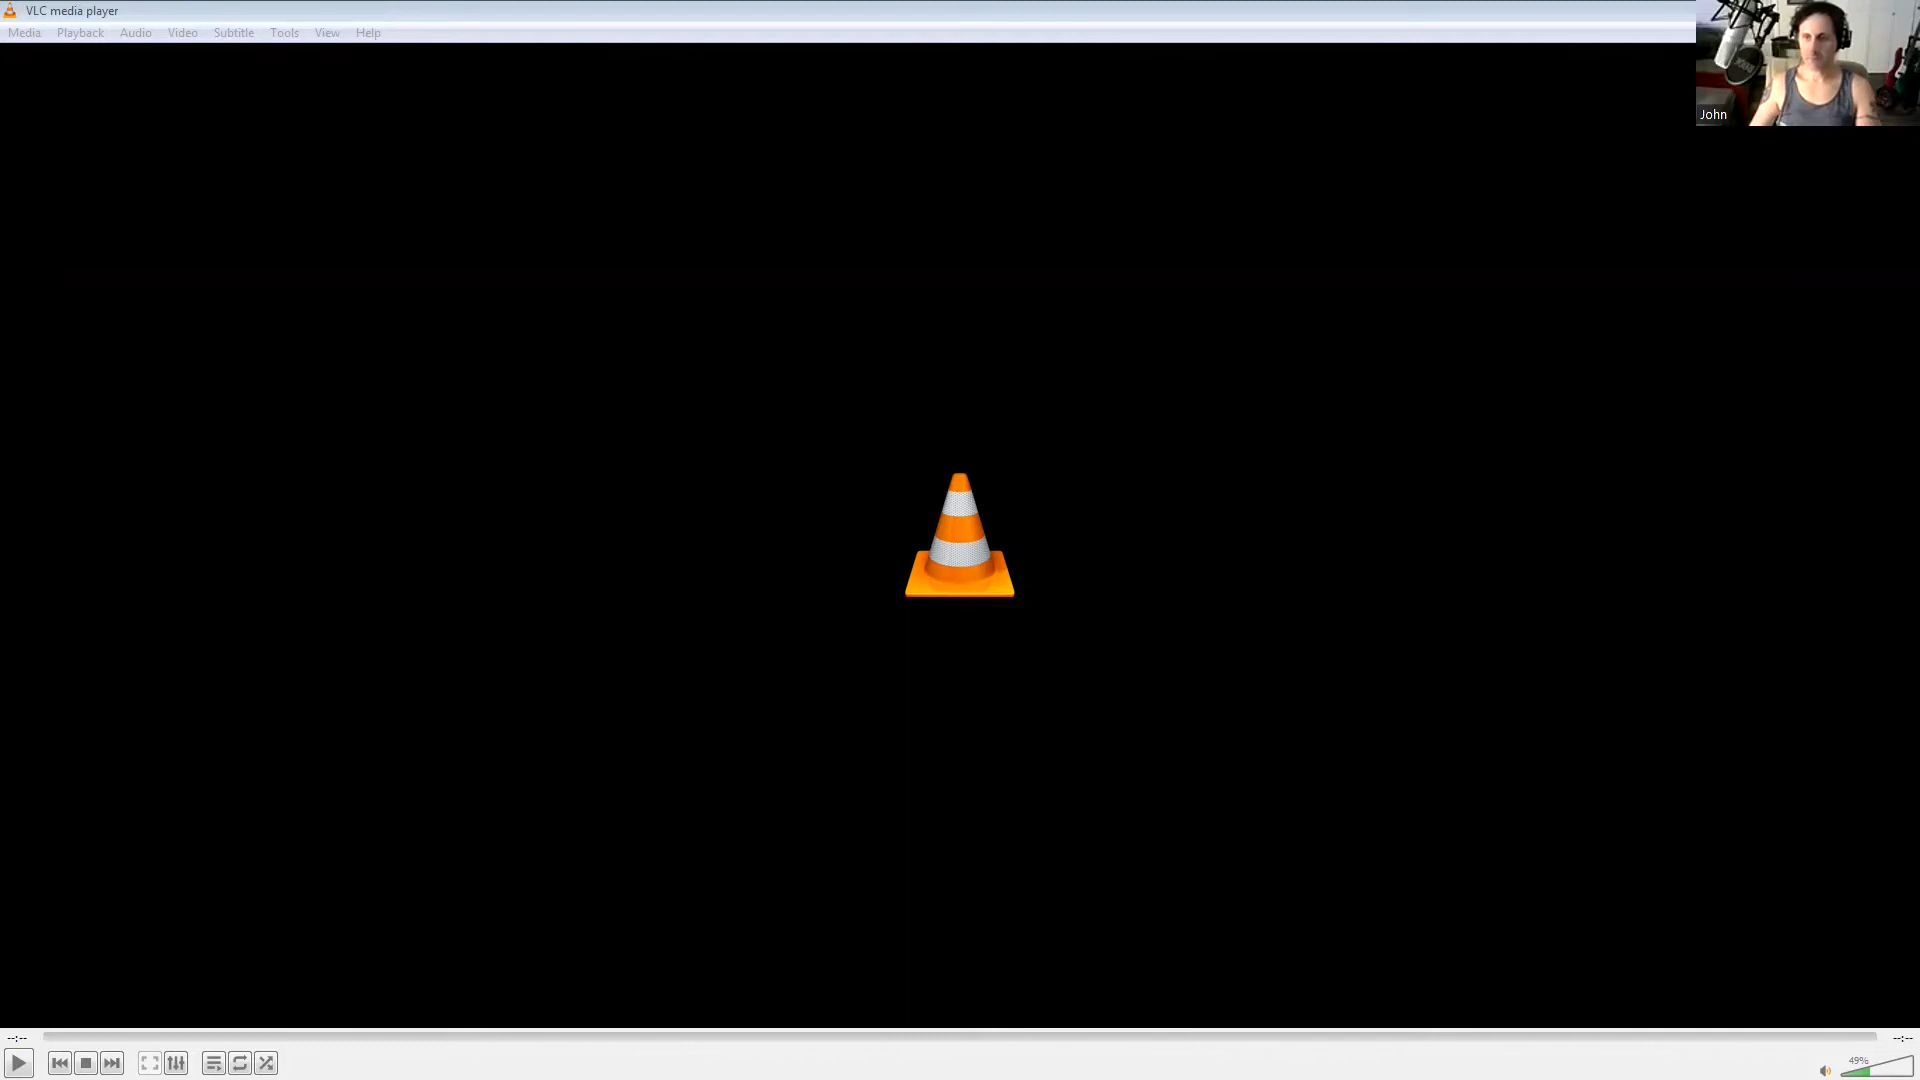 VLC media player
Media Playback Audio Video Subtitle Tools View Help
John
--:-- --:--
49%